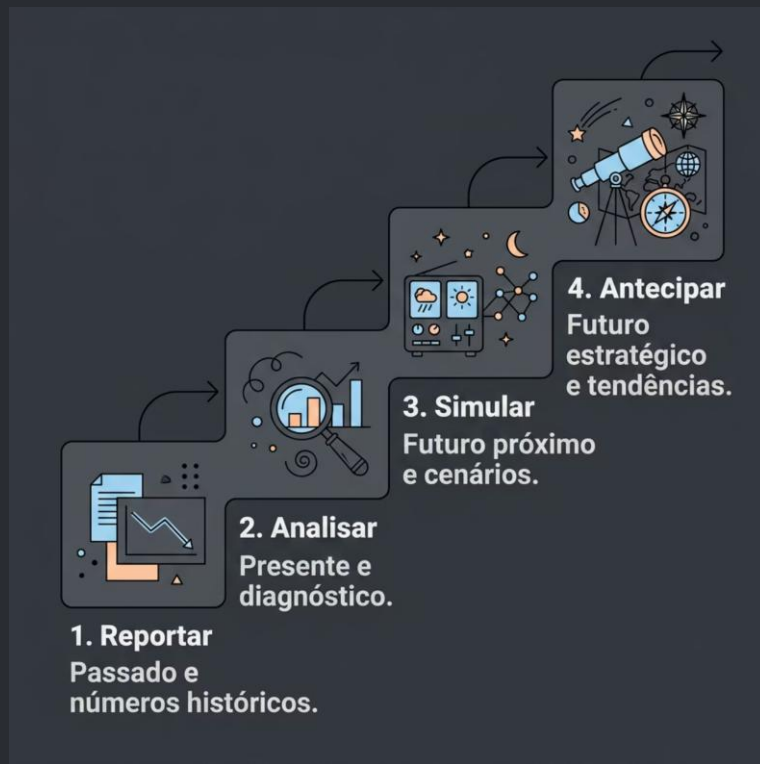 1. Reportar
Passado e
números históricos.
2. Analisar
Presente e
diagnóstico.
3. Simular
Futuro próximo
e cenários.
4. Antecipar
Futuro
estratégico
e tendências.